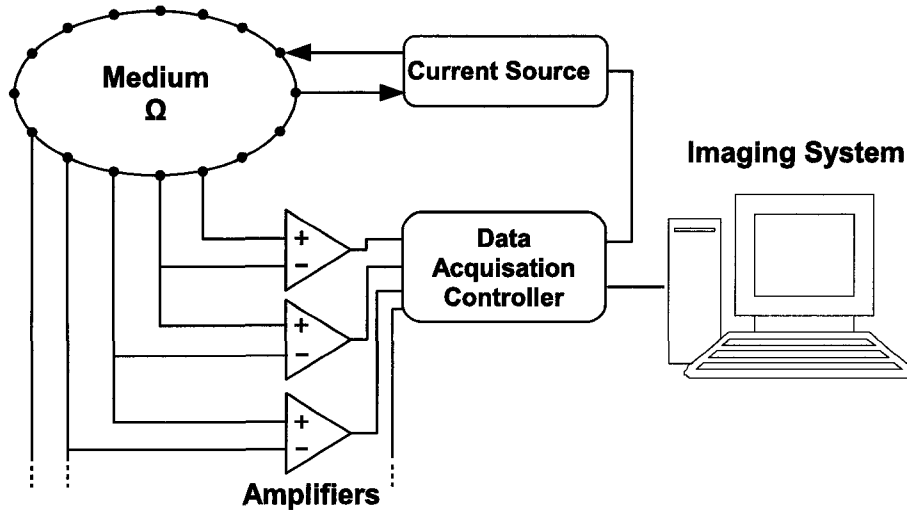 Medium
Ω
Current Source
Imaging System
Data
Acquisation
Controller
+
−
+
−
+
−
Amplifiers